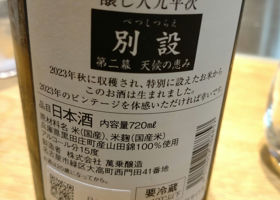 醸し人九平次
べつしつらえ
別設
第二幕 天候の恵み
2023年秋に収穫され、特別に設えたお米から
このお酒は生まれました。
2023年のビンテージを体感いただければ幸いです。
品目 日本酒 内容量720ml
原材料 米(国産)、米麹(国産米)
兵庫県黒田庄町産山田錦100%使用
アルコール分15度
製造者 株式会社 萬乗醸造
名古屋市緑区大高町西門田41番地
要冷蔵